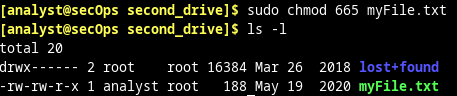 [analyst@secOps second_drive]$ sudo chmod 665 myFile.txt
[analyst@secOps second_drive]$ ls -l
total 20
drwx------ 2 root    root 16384 Mar 26  2018 lost+found
-rw-rw-r-x 1 analyst root   188 May 19  2020 myFile.txt